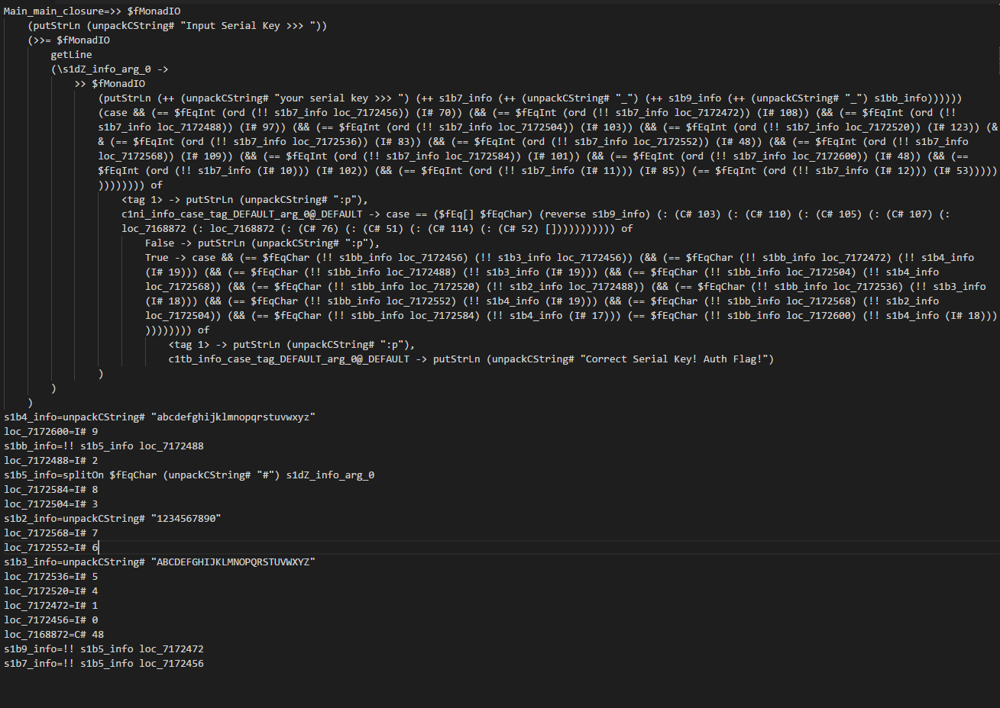 Main_main_closure=>> $fMonadIO
(putStrLn (unpackCString# "Input Serial Key >>> "))
(>>= $fMonadIO
getLine
(\s1dZ_info_arg_0 ->
>> $fMonadIO
(putStrLn (++ (unpackCString# "your serial key >>> ") (++ s1b7_info (++ (unpackCString# "_") (++ s1b9_info (++ (unpackCString# "_") s1bb_info))))))
(case && (== $fEqInt (ord (!! s1b7_info loc_7172456)) (I# 70)) (&& (== $fEqInt (ord (!! s1b7_info loc_7172472)) (I# 108)) (&& (== $fEqInt (ord (!!
s1b7_info loc_7172488)) (I# 97)) (&& (== $fEqInt (ord (!! s1b7_info loc_7172504)) (I# 103)) (&& (== $fEqInt (ord (!! s1b7_info loc_7172520)) (I# 123)) (&
& (== $fEqInt (ord (!! s1b7_info loc_7172536)) (I# 83)) (&& (== $fEqInt (ord (!! s1b7_info loc_7172552)) (I# 48)) (&& (== $fEqInt (ord (!! s1b7_info
loc_7172568)) (I# 109)) (&& (== $fEqInt (ord (!! s1b7_info loc_7172584)) (I# 101)) (&& (== $fEqInt (ord (!! s1b7_info loc_7172600)) (I# 48)) (&& (==
$fEqInt (ord (!! s1b7_info (I# 10))) (I# 102)) (&& (== $fEqInt (ord (!! s1b7_info (I# 11))) (I# 85)) (== $fEqInt (ord (!! s1b7_info (I# 12))) (I# 53)))))
)))))))) of
<tag 1> -> putStrLn (unpackCString# ":p"),
c1ni_info_case_tag_DEFAULT_arg_0@_DEFAULT -> case == ($fEq[] $fEqChar) (reverse s1b9_info) (: (C# 103) (: (C# 110) (: (C# 105) (: (C# 107) (:
loc_7168872 (: loc_7168872 (: (C# 76) (: (C# 51) (: (C# 114) (: (C# 52) [])))))))))) of
False -> putStrLn (unpackCString# ":p"),
True -> case && (== $fEqChar (!! s1bb_info loc_7172456) (!! s1b3_info loc_7172456)) (&& (== $fEqChar (!! s1bb_info loc_7172472) (!! s1b4_info
(I# 19))) (&& (== $fEqChar (!! s1bb_info loc_7172488) (!! s1b3_info (I# 19))) (&& (== $fEqChar (!! s1bb_info loc_7172504) (!! s1b4_info
loc_7172568)) (&& (== $fEqChar (!! s1bb_info loc_7172520) (!! s1b2_info loc_7172488)) (&& (== $fEqChar (!! s1bb_info loc_7172536) (!! s1b3_info
(I# 18))) (&& (== $fEqChar (!! s1bb_info loc_7172552) (!! s1b4_info (I# 19))) (&& (== $fEqChar (!! s1bb_info loc_7172568) (!! s1b2_info
loc_7172504)) (&& (== $fEqChar (!! s1bb_info loc_7172584) (!! s1b4_info (I# 17))) (== $fEqChar (!! s1bb_info loc_7172600) (!! s1b4_info (I# 18)))
)))))))) of
<tag 1> -> putStrLn (unpackCString# ":p"),
c1tb_info_case_tag_DEFAULT_arg_0@_DEFAULT -> putStrLn (unpackCString# "Correct Serial Key! Auth Flag!")
)
)
)
s1b4_info=unpackCString# "abcdefghijklmnopqrstuvwxyz"
loc_7172600=I# 9
s1bb_info=!! s1b5_info loc_7172488
loc_7172488=I# 2
s1b5_info=splitOn $fEqChar (unpackCString# "#") s1dZ_info_arg_0
loc_7172584=I# 8
loc_7172504=I# 3
s1b2_info=unpackCString# "1234567890"
loc_7172568=I# 7
loc_7172552=I# 6
s1b3_info=unpackCString# "ABCDEFGHIJKLMNOPQRSTUVWXYZ"
loc_7172536=I# 5
loc_7172520=I# 4
loc_7172472=I# 1
loc_7172456=I# 0
loc_7168872=C# 48
s1b9_info=!! s1b5_info loc_7172472
s1b7_info=!! s1b5_info loc_7172456